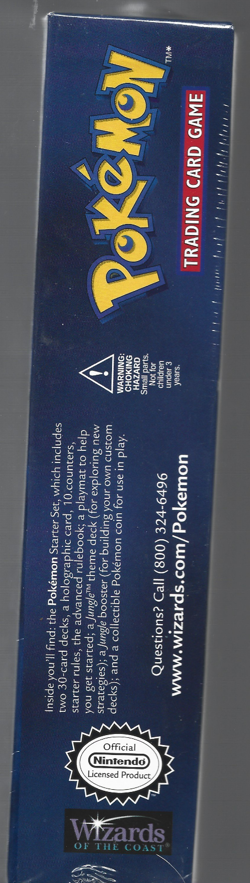 Pokémon™*
TRADING CARD GAME
WARNING:
CHOKING
HAZARD
Small parts.
Not for
children
under 3
years.
Inside you'll find: the Pokémon Starter Set, which includes
two 30-card decks, a holographic card, 10 counters,
starter rules, the advanced rulebook; a playmat to help
you get started; a Jungle™ theme deck (for exploring new
strategies); a Jungle booster (for building your own custom
decks); and a collectible Pokémon coin for use in play.
Questions? Call (800) 324-6496
www.wizards.com/Pokemon
Official
Nintendo
Licensed Product
Wizards
OF THE COAST®